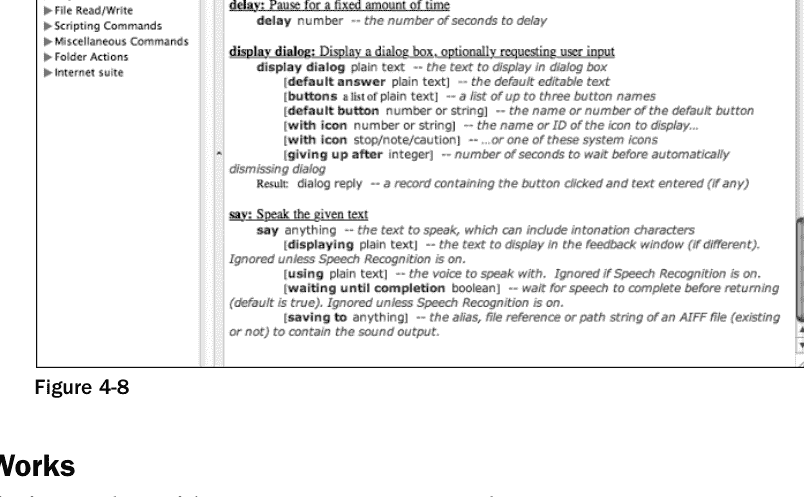 File Read/Write
Scripting Commands
Miscellaneous Commands
Folder Actions
Internet suite
delay: Pause for a fixed amount of time
delay number -- the number of seconds to delay
display dialog: Display a dialog box, optionally requesting user input
display dialog plain text -- the text to display in dialog box
[default answer plain text] -- the default editable text
[buttons a list of plain text] -- a list of up to three button names
[default button number or string] -- the name or number of the default button
[with icon number or string] -- the name or ID of the icon to display...
[with icon stop/note/caution] -- ...or one of these system icons
[giving up after integer] -- number of seconds to wait before automatically
dismissing dialog
Result: dialog reply -- a record containing the button clicked and text entered (if any)
say: Speak the given text
say anything -- the text to speak, which can include intonation characters
[displaying plain text] -- the text to display in the feedback window (if different).
Ignored unless Speech Recognition is on.
[using plain text] -- the voice to speak with. Ignored if Speech Recognition is on.
[waiting until completion boolean] -- wait for speech to complete before returning
(default is true). Ignored unless Speech Recognition is on.
[saving to anything] -- the alias, file reference or path string of an AIFF file (existing
or not) to contain the sound output.
Figure 4-8
Works